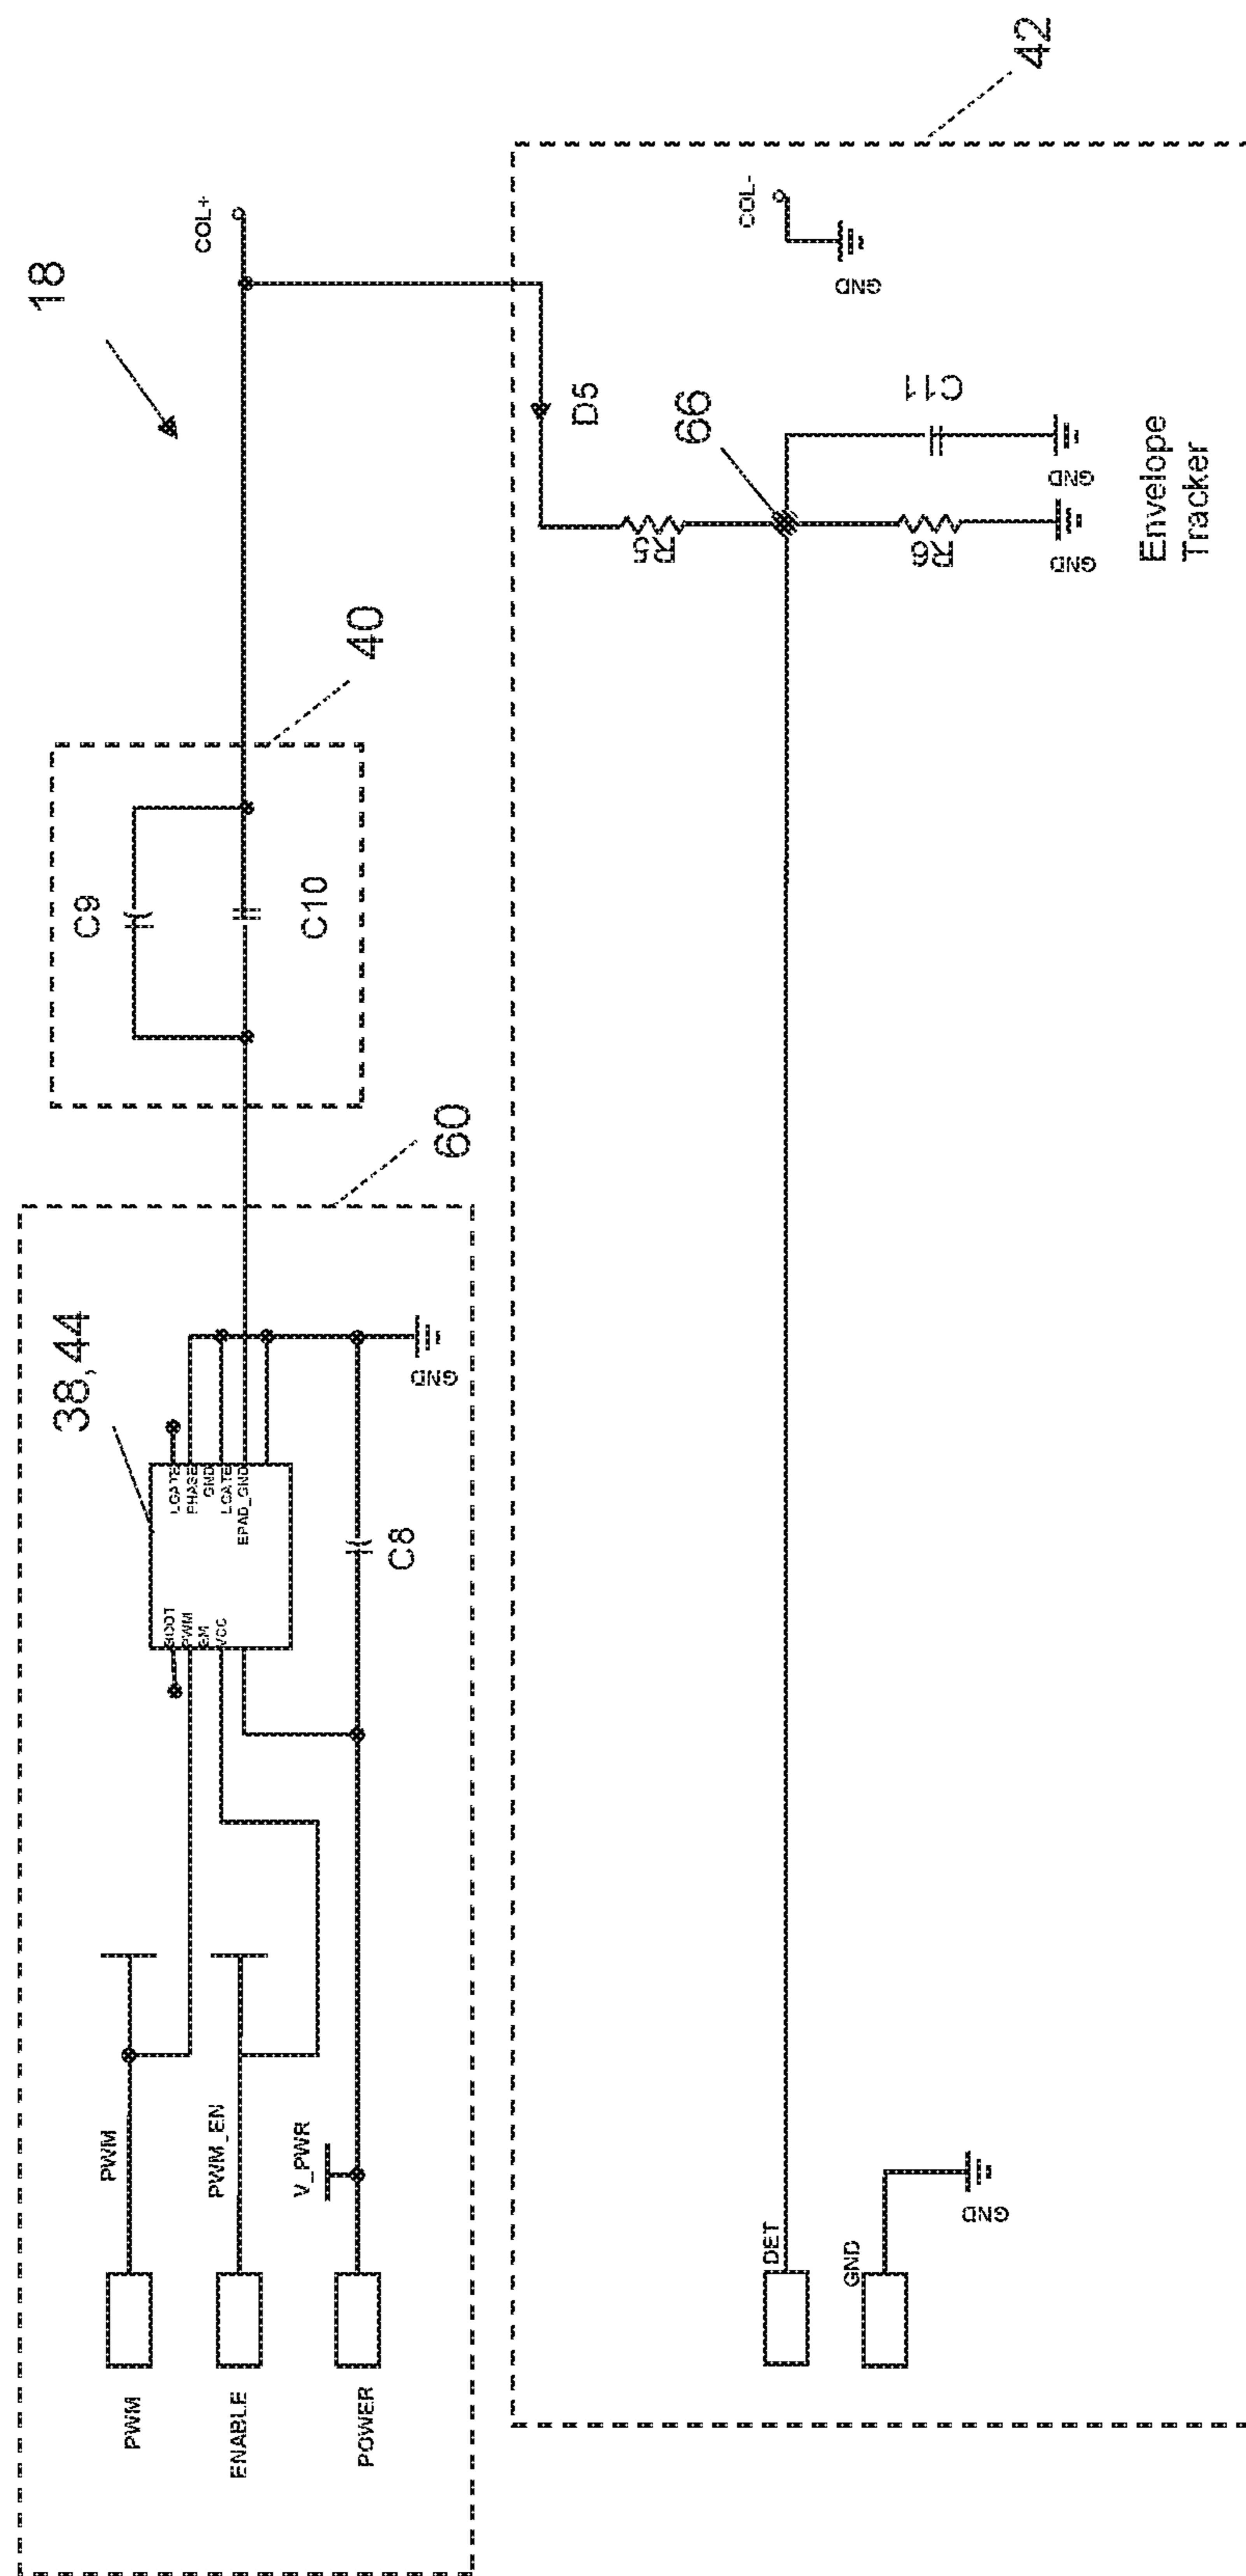 18
42
COL+
COL-
GND
D5
66
C11
R5
R6
GND
GND
Envelope
Tracker
40
C9
C10
60
38,44
LGATE
PHASE
GND
LGATE
EPAD_GND
GND
BOOT
PWM
EM
VCC
C8
PWM
PWM_EN
V_PWR
PWM
ENABLE
POWER
DET
GND
GND